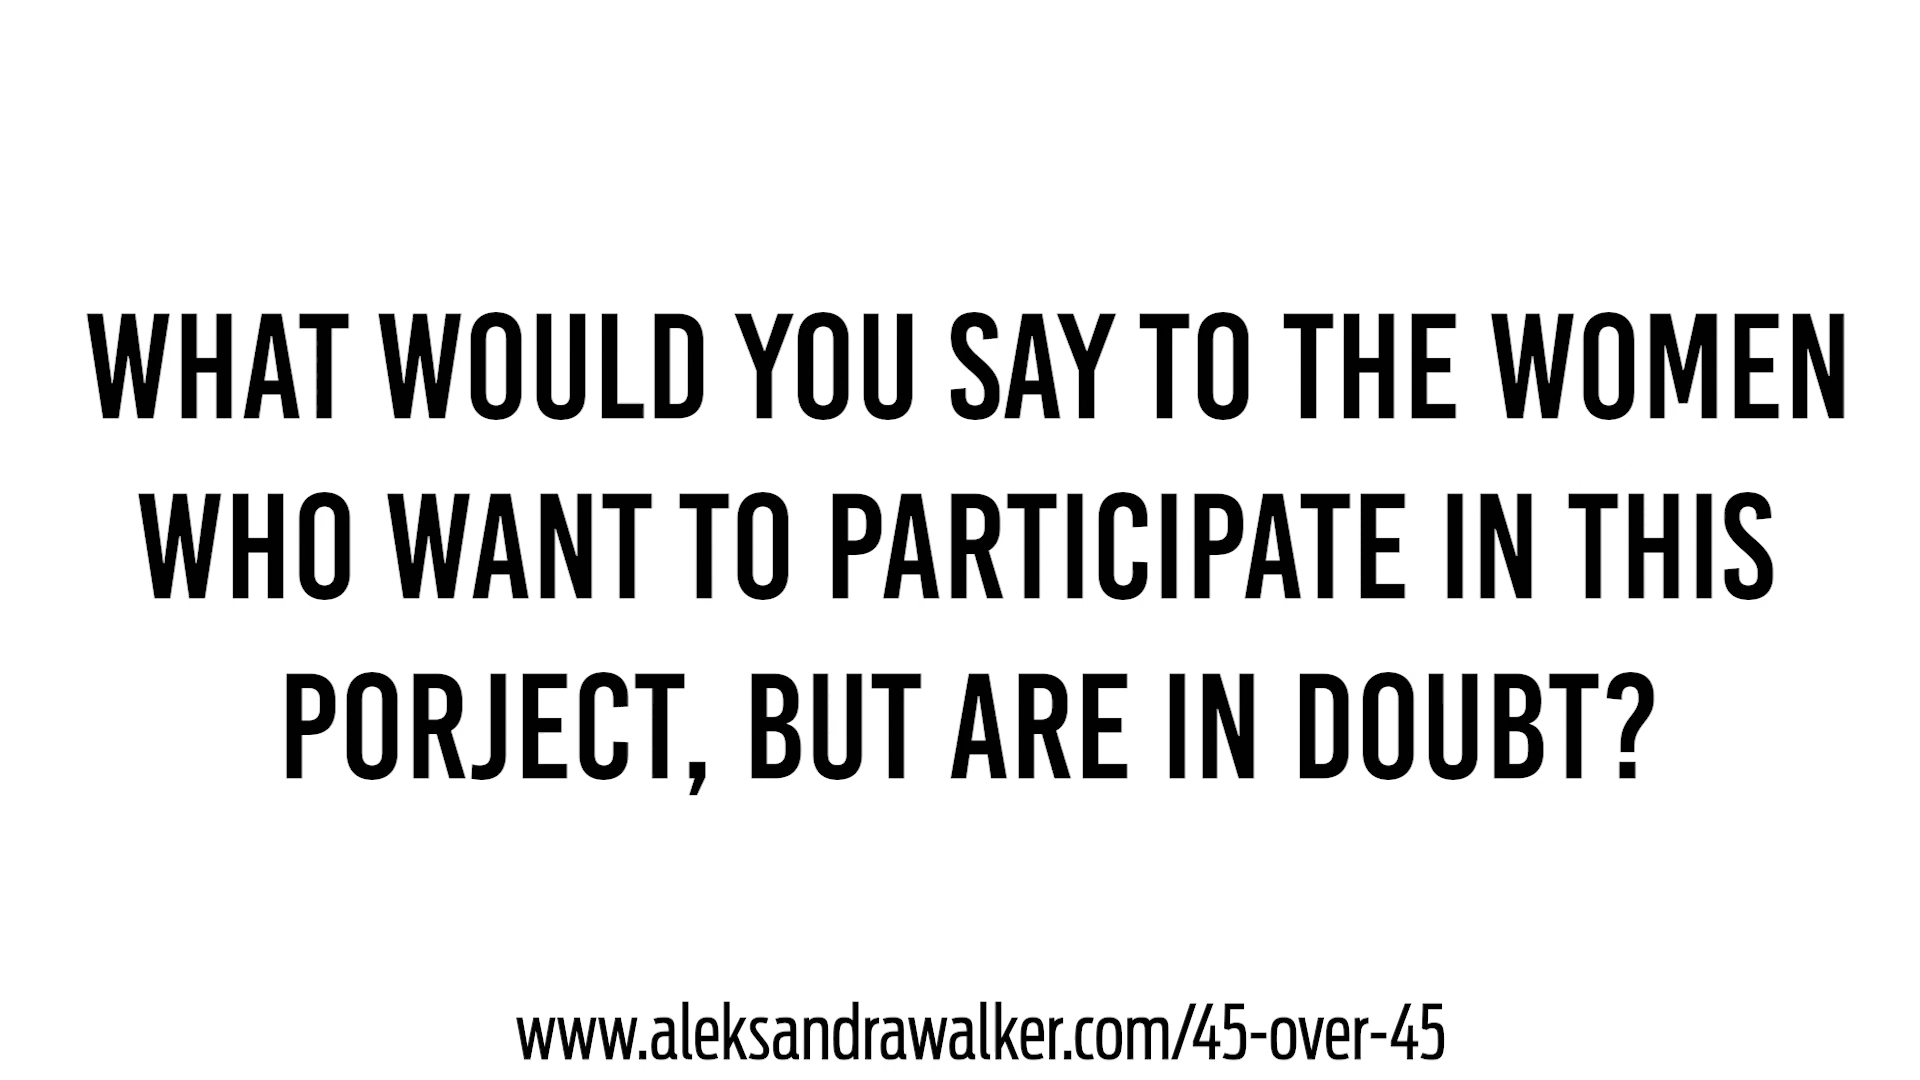 WHAT WOULD YOU SAY TO THE WOMEN
WHO WANT TO PARTICIPATE IN THIS
PORJECT, BUT ARE IN DOUBT?
www.aleksandrawalker.com/45-over-45